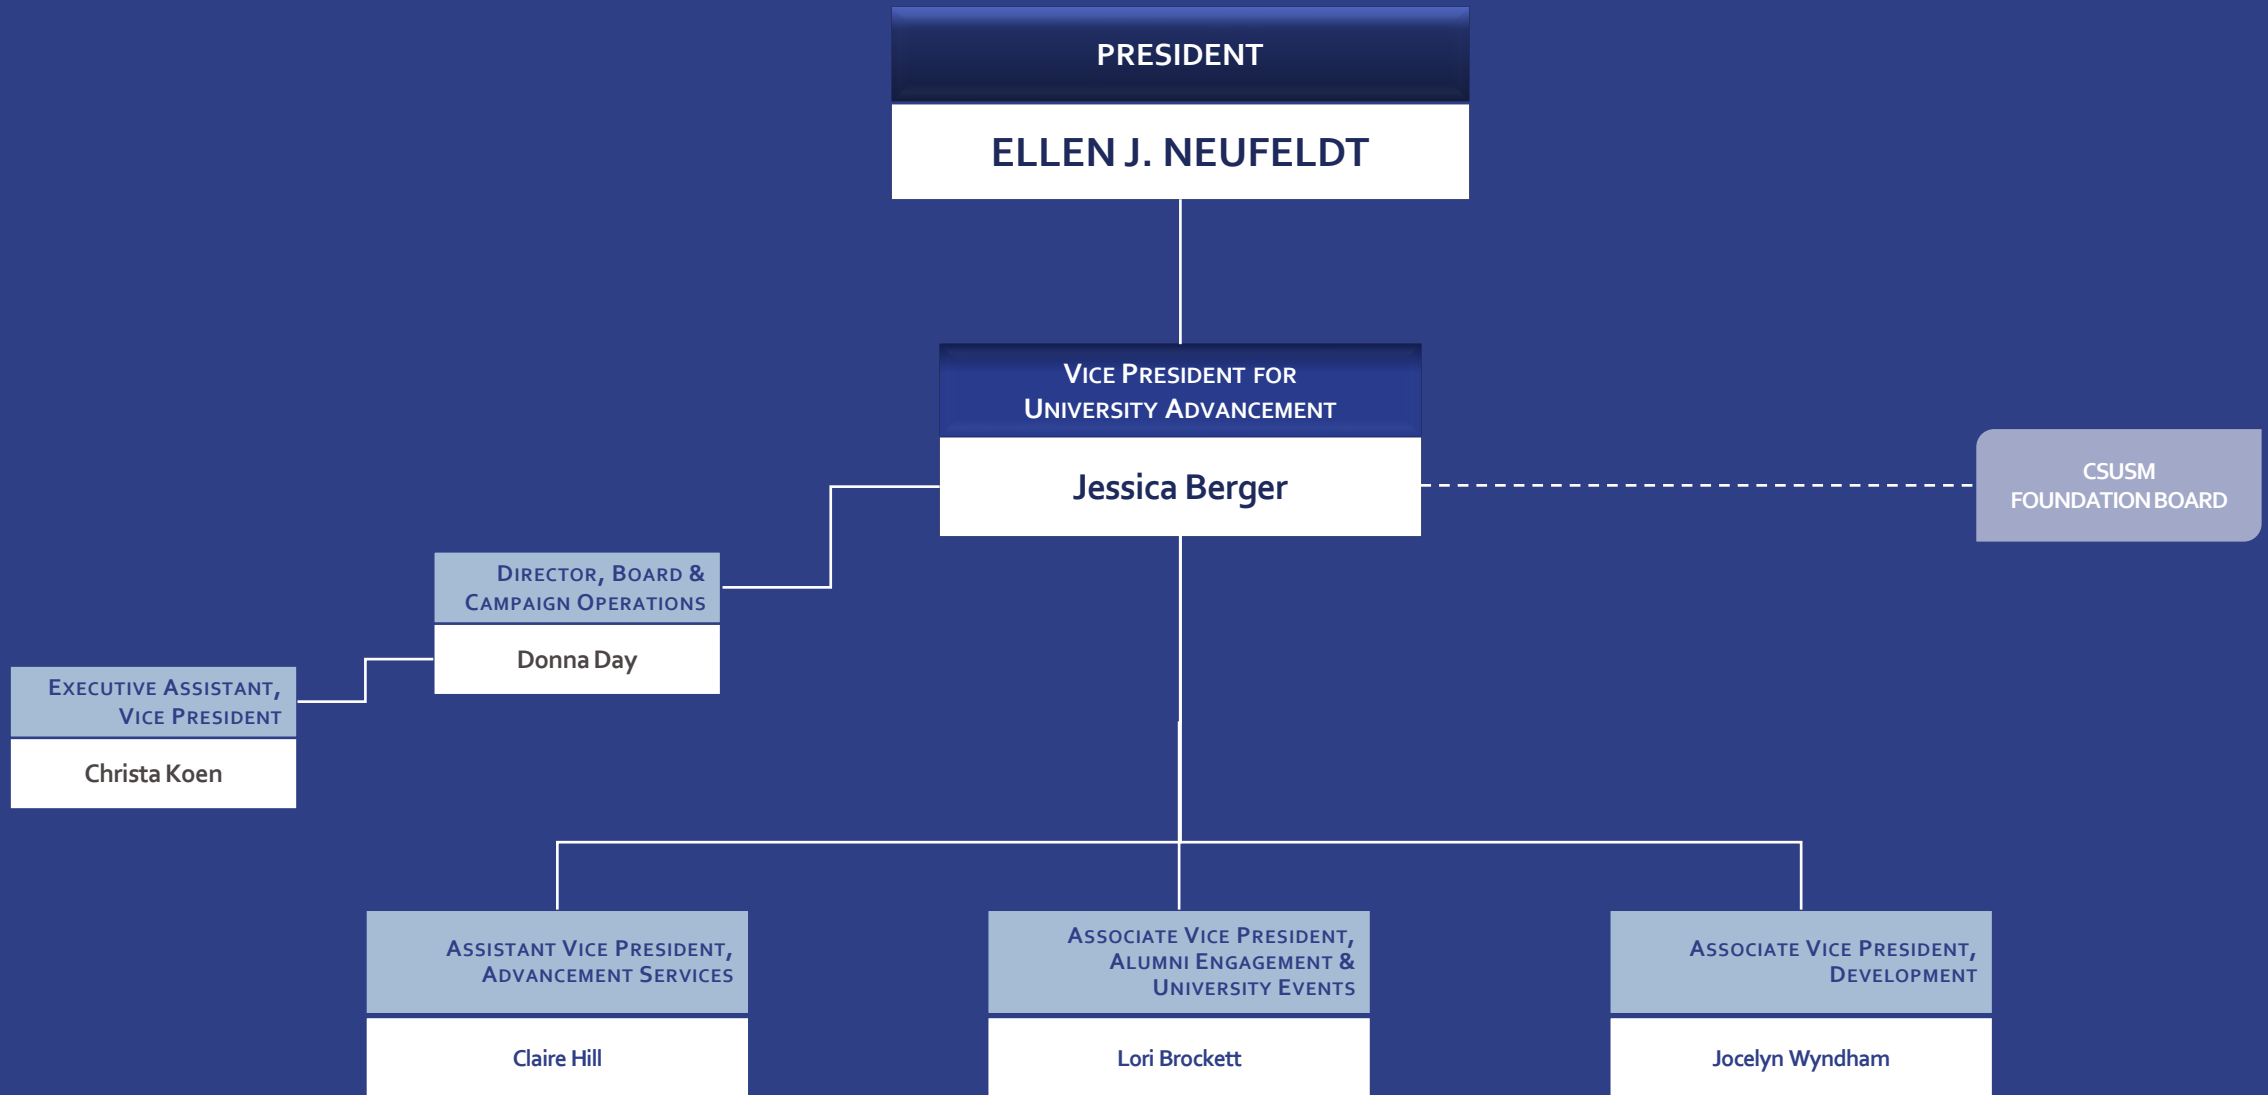 PRESIDENT
ELLEN J. NEUFELDT
VICE PRESIDENT FOR
UNIVERSITY ADVANCEMENT
Jessica Berger
CSUSM
FOUNDATION BOARD
DIRECTOR, BOARD &
CAMPAIGN OPERATIONS
Donna Day
EXECUTIVE ASSISTANT,
VICE PRESIDENT
Christa Koen
ASSISTANT VICE PRESIDENT,
ADVANCEMENT SERVICES
Claire Hill
ASSOCIATE VICE PRESIDENT,
ALUMNI ENGAGEMENT &
UNIVERSITY EVENTS
Lori Brockett
ASSOCIATE VICE PRESIDENT,
DEVELOPMENT
Jocelyn Wyndham